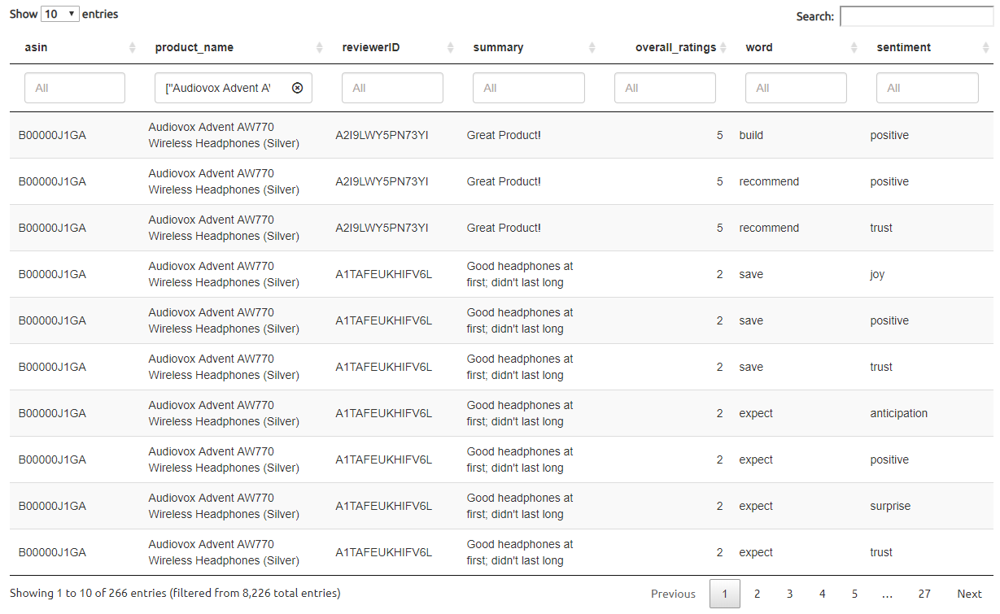 Show 10 entries
Search:
asin product_name reviewerID summary overall_ratings word sentiment
All ["Audiovox Advent A\' All All All All All
B00000J1GA Audiovox Advent AW770 Wireless Headphones (Silver) A2I9LWY5PN73YI Great Product! 5 build positive
B00000J1GA Audiovox Advent AW770 Wireless Headphones (Silver) A2I9LWY5PN73YI Great Product! 5 recommend positive
B00000J1GA Audiovox Advent AW770 Wireless Headphones (Silver) A2I9LWY5PN73YI Great Product! 5 recommend trust
B00000J1GA Audiovox Advent AW770 Wireless Headphones (Silver) A1TAFEUKHIFV6L Good headphones at first; didn't last long 2 save joy
B00000J1GA Audiovox Advent AW770 Wireless Headphones (Silver) A1TAFEUKHIFV6L Good headphones at first; didn't last long 2 save positive
B00000J1GA Audiovox Advent AW770 Wireless Headphones (Silver) A1TAFEUKHIFV6L Good headphones at first; didn't last long 2 save trust
B00000J1GA Audiovox Advent AW770 Wireless Headphones (Silver) A1TAFEUKHIFV6L Good headphones at first; didn't last long 2 expect anticipation
B00000J1GA Audiovox Advent AW770 Wireless Headphones (Silver) A1TAFEUKHIFV6L Good headphones at first; didn't last long 2 expect positive
B00000J1GA Audiovox Advent AW770 Wireless Headphones (Silver) A1TAFEUKHIFV6L Good headphones at first; didn't last long 2 expect surprise
B00000J1GA Audiovox Advent AW770 Wireless Headphones (Silver) A1TAFEUKHIFV6L Good headphones at first; didn't last long 2 expect trust
Showing 1 to 10 of 266 entries (filtered from 8,226 total entries)
Previous 1 2 3 4 5 ... 27 Next